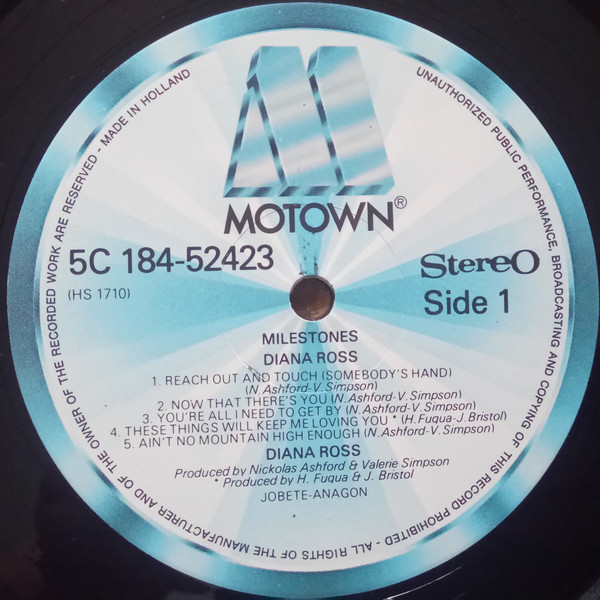 MOTOWN®
5C 184-52423
(HS 1710)
Stereo
Side 1
MILESTONES
DIANA ROSS
1. REACH OUT AND TOUCH (SOMEBODY'S HAND)
(N. Ashford-V. Simpson)
2. NOW THAT THERE'S YOU (N. Ashford-V. Simpson)
3. YOU'RE ALL I NEED TO GET BY (N. Ashford-V. Simpson)
4. THESE THINGS WILL KEEP ME LOVING YOU * (H. Fuqua-J. Bristol)
5. AIN'T NO MOUNTAIN HIGH ENOUGH (N. Ashford-V. Simpson)
DIANA ROSS
Produced by Nickolas Ashford & Valerie Simpson
* Produced by H. Fuqua & J. Bristol
JOBETE-ANAGON
UNAUTHORIZED PUBLIC PERFORMANCE, BROADCASTING AND COPYING OF THIS RECORD PROHIBITED - ALL RIGHTS OF THE MANUFACTURER AND OF THE OWNER OF THE RECORDED WORK ARE RESERVED - MADE IN HOLLAND